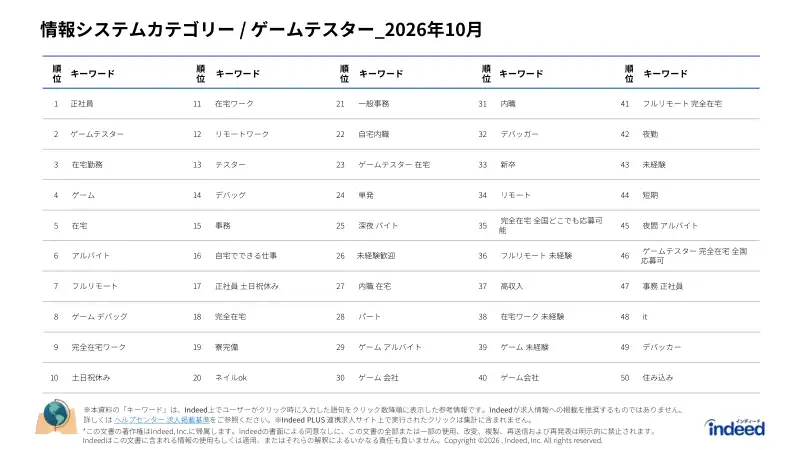 情報システムカテゴリー / ゲームテスター_2026年10月
順位 キーワード 順位 キーワード 順位 キーワード 順位 キーワード 順位 キーワード
1 正社員 11 在宅ワーク 21 一般事務 31 内職 41 フルリモート 完全在宅
2 ゲームテスター 12 リモートワーク 22 自宅内職 32 デバッガー 42 夜勤
3 在宅勤務 13 テスター 23 ゲームテスター 在宅 33 新卒 43 未経験
4 ゲーム 14 デバッグ 24 単発 34 リモート 44 短期
5 在宅 15 事務 25 深夜 バイト 35 完全在宅 全国どこでも応募可能 45 夜間 アルバイト
6 アルバイト 16 自宅でできる仕事 26 未経験歓迎 36 フルリモート 未経験 46 ゲームテスター 完全在宅 全国応募可
7 フルリモート 17 正社員 土日祝休み 27 内職 在宅 37 高収入 47 事務 正社員
8 ゲーム デバッグ 18 完全在宅 28 パート 38 在宅ワーク 未経験 48 it
9 完全在宅ワーク 19 寮完備 29 ゲーム アルバイト 39 ゲーム 未経験 49 デバッカー
10 土日祝休み 20 ネイルok 30 ゲーム 会社 40 ゲーム会社 50 住み込み
※本資料の「キーワード」は、Indeed上でユーザーがクリック時に入力した語句をクリック数降順に表示した参考情報です。Indeedが求人情報への掲載を推奨するものではありません。
詳しくは ヘルプセンター 求人掲載基準をご参照ください。※Indeed PLUS 連携求人サイト上で実行されたクリックは集計に含まれません。
*この文書の著作権はIndeed, Inc.に帰属します。Indeedの書面による同意なしに、この文書の全部または一部の使用、改変、複製、再送信および再発表は明示的に禁止されます。
Indeedはこの文書に含まれる情報の使用もしくは適用、またはそれらの解釈によるいかなる責任も負いません。Copyright ©2026 , Indeed, Inc. All rights reserved.
インディード
indeed